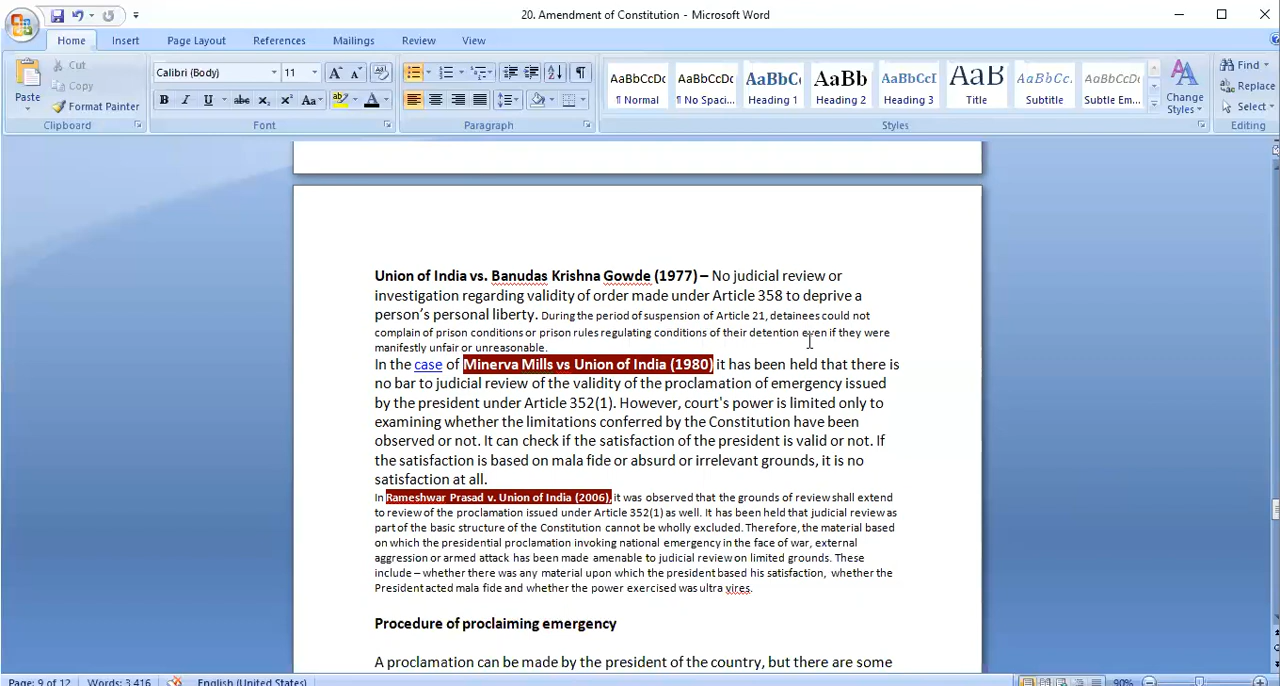 20. Amendment of Constitution - Microsoft Word
Home Insert Page Layout References Mailings Review View
Paste
Cut
Copy
Format Painter
Clipboard
Calibri (Body) 11
B I U abc X₂ X² Aa
Font
Paragraph
AaBbCcDc AaBbCcDc AaBbC AaBb AaBbCcI AaB AaBbCc. AaBbCcDc
¶ Normal ¶ No Spaci... Heading 1 Heading 2 Heading 3 Title Subtitle Subtle Em...
Styles
Change Styles
Find
Replace
Select
Editing
Union of India vs. Banudas Krishna Gowde (1977) – No judicial review or
investigation regarding validity of order made under Article 358 to deprive a
person's personal liberty. During the period of suspension of Article 21, detainees could not
complain of prison conditions or prison rules regulating conditions of their detention even if they were
manifestly unfair or unreasonable.
In the case of Minerva Mills vs Union of India (1980) it has been held that there is
no bar to judicial review of the validity of the proclamation of emergency issued
by the president under Article 352(1). However, court's power is limited only to
examining whether the limitations conferred by the Constitution have been
observed or not. It can check if the satisfaction of the president is valid or not. If
the satisfaction is based on mala fide or absurd or irrelevant grounds, it is no
satisfaction at all.
In Rameshwar Prasad v. Union of India (2006), it was observed that the grounds of review shall extend
to review of the proclamation issued under Article 352(1) as well. It has been held that judicial review as
part of the basic structure of the Constitution cannot be wholly excluded. Therefore, the material based
on which the presidential proclamation invoking national emergency in the face of war, external
aggression or armed attack has been made amenable to judicial review on limited grounds. These
include – whether there was any material upon which the president based his satisfaction, whether the
President acted mala fide and whether the power exercised was ultra vires.
Procedure of proclaiming emergency
A proclamation can be made by the president of the country, but there are some
Page: 9 of 12 Words: 3,416 English (United States) 90%